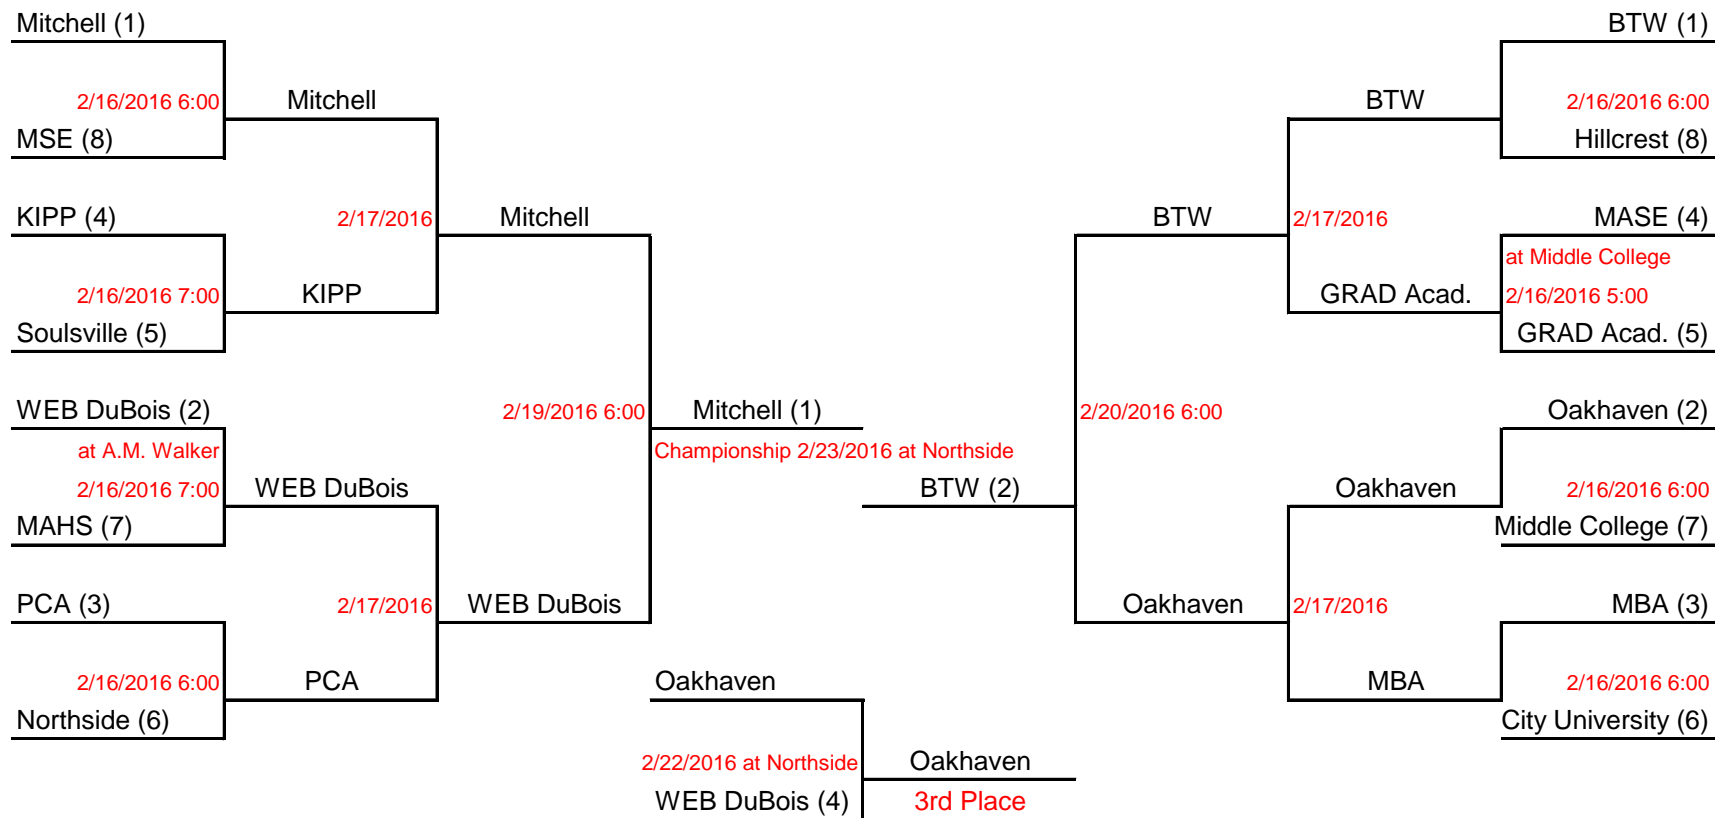 Mitchell (1)
BTW (1)
2/16/2016 6:00
Mitchell
BTW
2/16/2016 6:00
MSE (8)
Hillcrest (8)
KIPP (4)
2/17/2016
Mitchell
BTW
2/17/2016
MASE (4)
at Middle College
2/16/2016 7:00
KIPP
GRAD Acad.
2/16/2016 5:00
Soulsville (5)
GRAD Acad. (5)
WEB DuBois (2)
2/19/2016 6:00
Mitchell (1)
2/20/2016 6:00
Oakhaven (2)
at A.M. Walker
Championship 2/23/2016 at Northside
2/16/2016 7:00
WEB DuBois
BTW (2)
Oakhaven
2/16/2016 6:00
MAHS (7)
Middle College (7)
PCA (3)
2/17/2016
WEB DuBois
Oakhaven
2/17/2016
MBA (3)
2/16/2016 6:00
PCA
Oakhaven
MBA
2/16/2016 6:00
Northside (6)
City University (6)
2/22/2016 at Northside
Oakhaven
WEB DuBois (4)
3rd Place